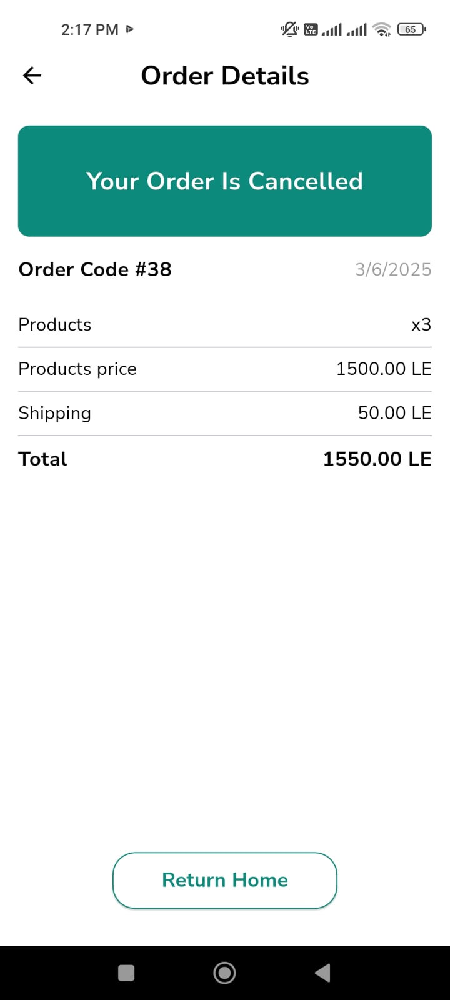 2:17 PM
Vo LTE
65
Order Details
Your Order Is Cancelled
Order Code #38 3/6/2025
Products x3
Products price 1500.00 LE
Shipping 50.00 LE
Total 1550.00 LE
Return Home